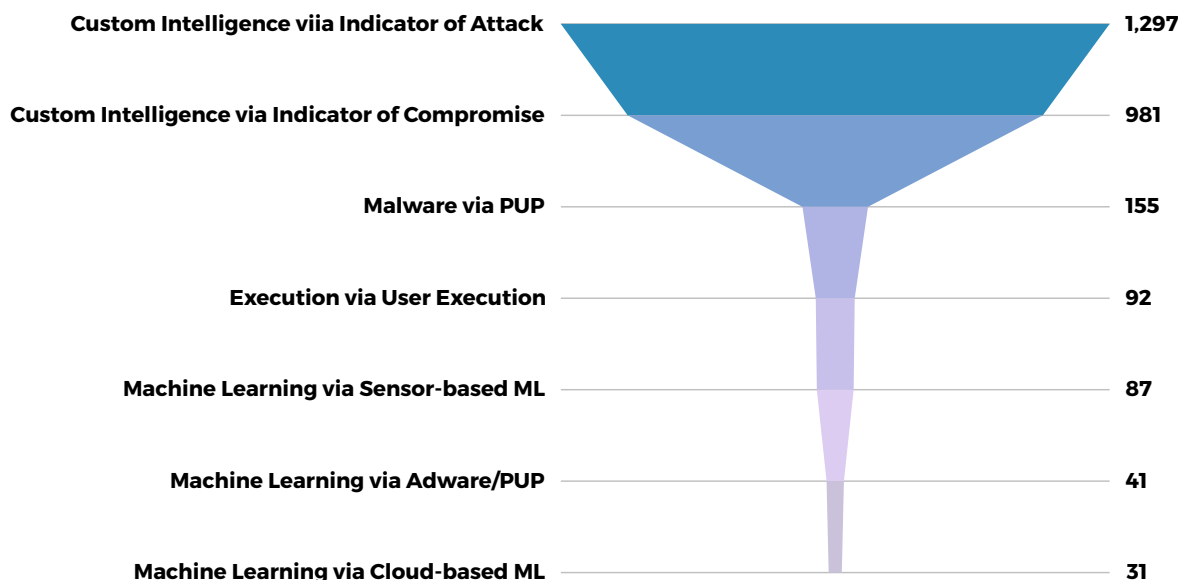 Custom Intelligence viia Indicator of Attack 1,297
Custom Intelligence via Indicator of Compromise 981
Malware via PUP 155
Execution via User Execution 92
Machine Learning via Sensor-based ML 87
Machine Learning via Adware/PUP 41
Machine Learning via Cloud-based ML 31